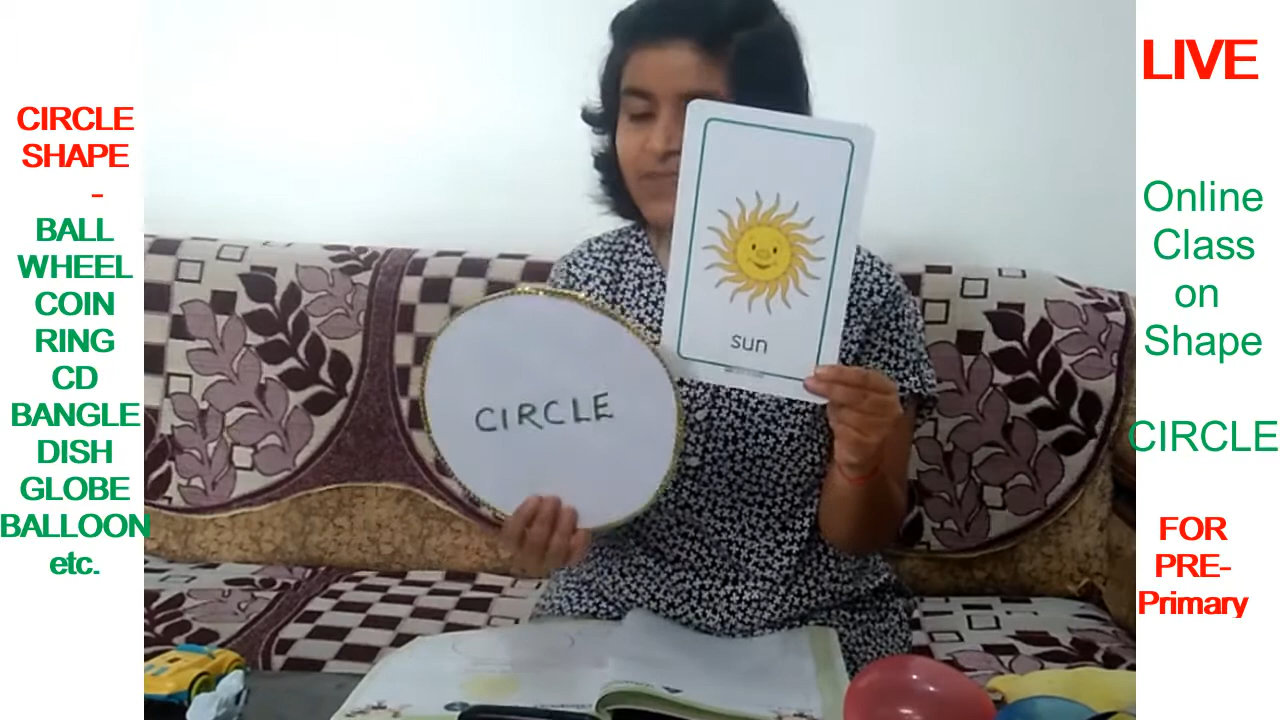 CIRCLE
SHAPE
-
BALL
WHEEL
COIN
RING
CD
BANGLE
DISH
GLOBE
BALLOON
etc.
CIRCLE
sun
LIVE
Online
Class
on
Shape
CIRCLE
FOR
PRE-
Primary